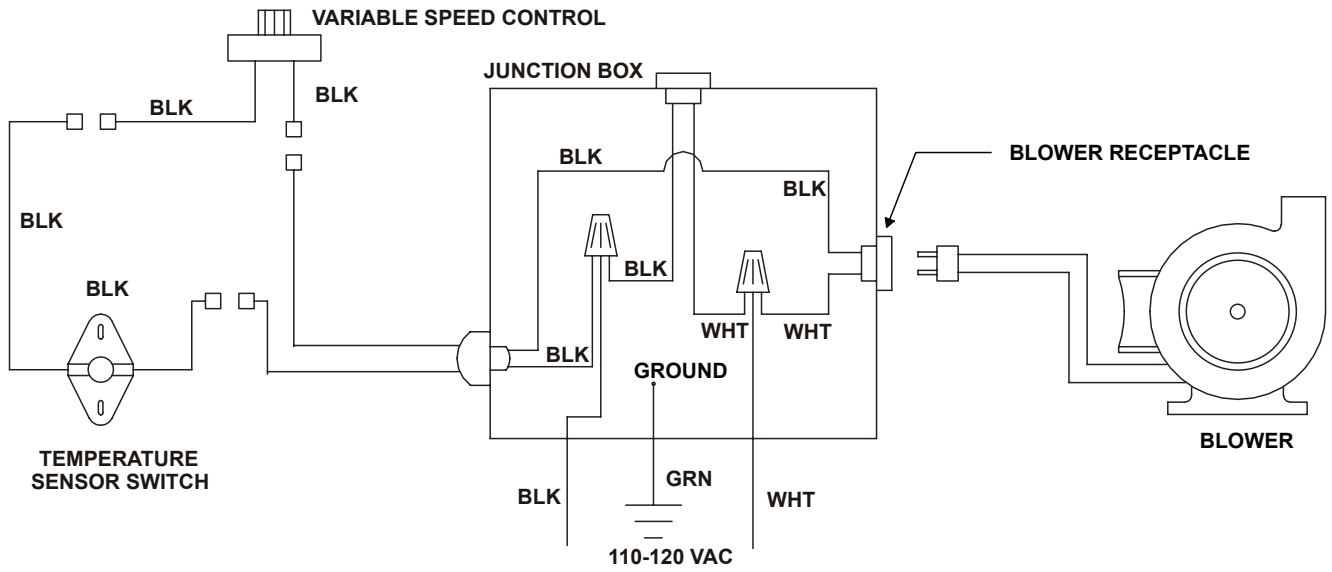 VARIABLE SPEED CONTROL
JUNCTION BOX
BLK
BLK
BLK
BLOWER RECEPTACLE
BLK
BLK
BLK
BLK
WHT
WHT
BLK
GROUND
TEMPERATURE
SENSOR SWITCH
BLOWER
BLK
GRN
WHT
110-120 VAC